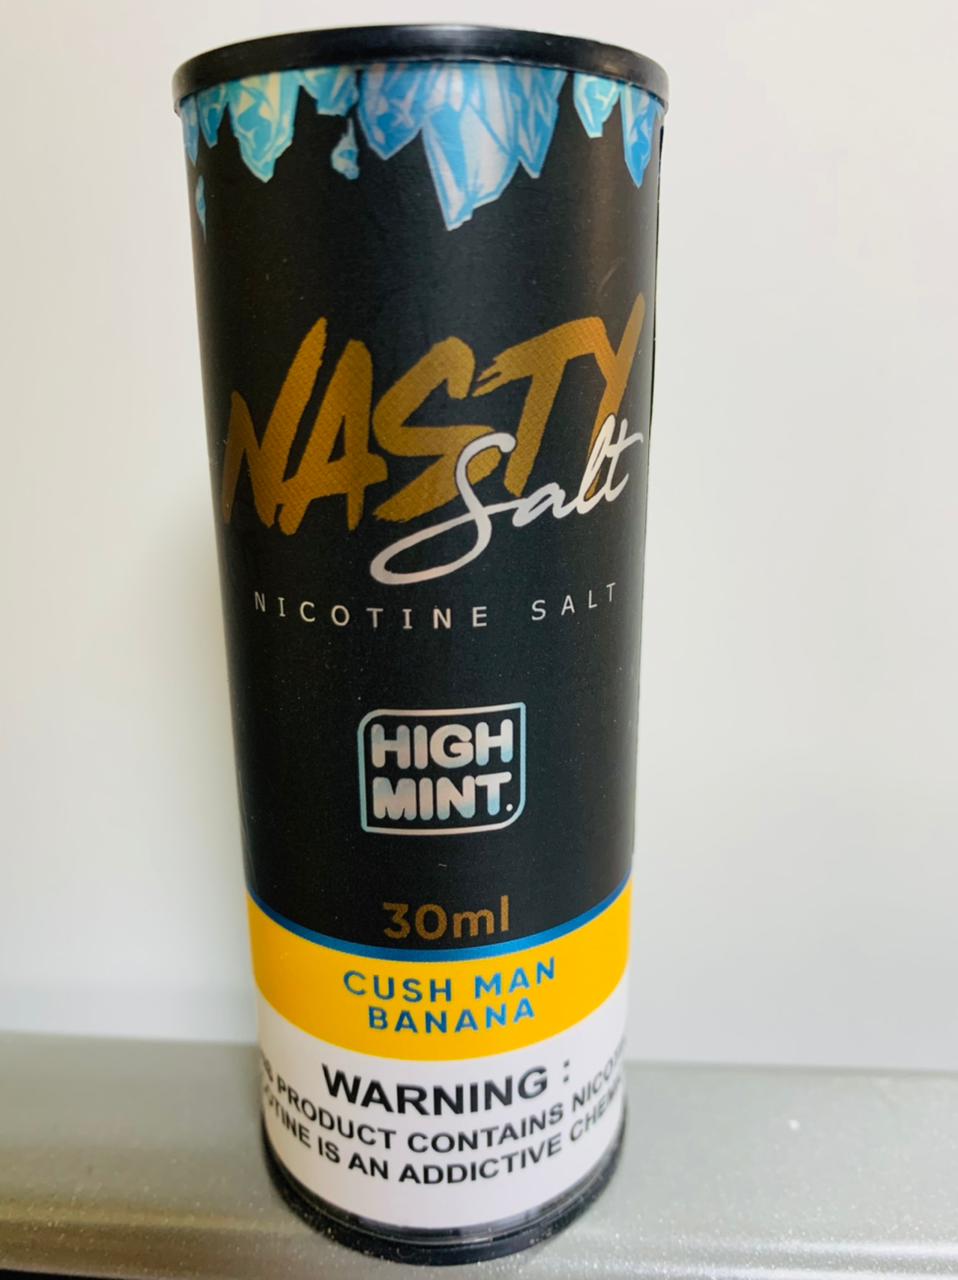 NASTY
Salt
NICOTINE SALT
HIGH
MINT.
30ml
CUSH MAN
BANANA
WARNING :
PRODUCT CONTAINS
IS AN ADDICTIVE